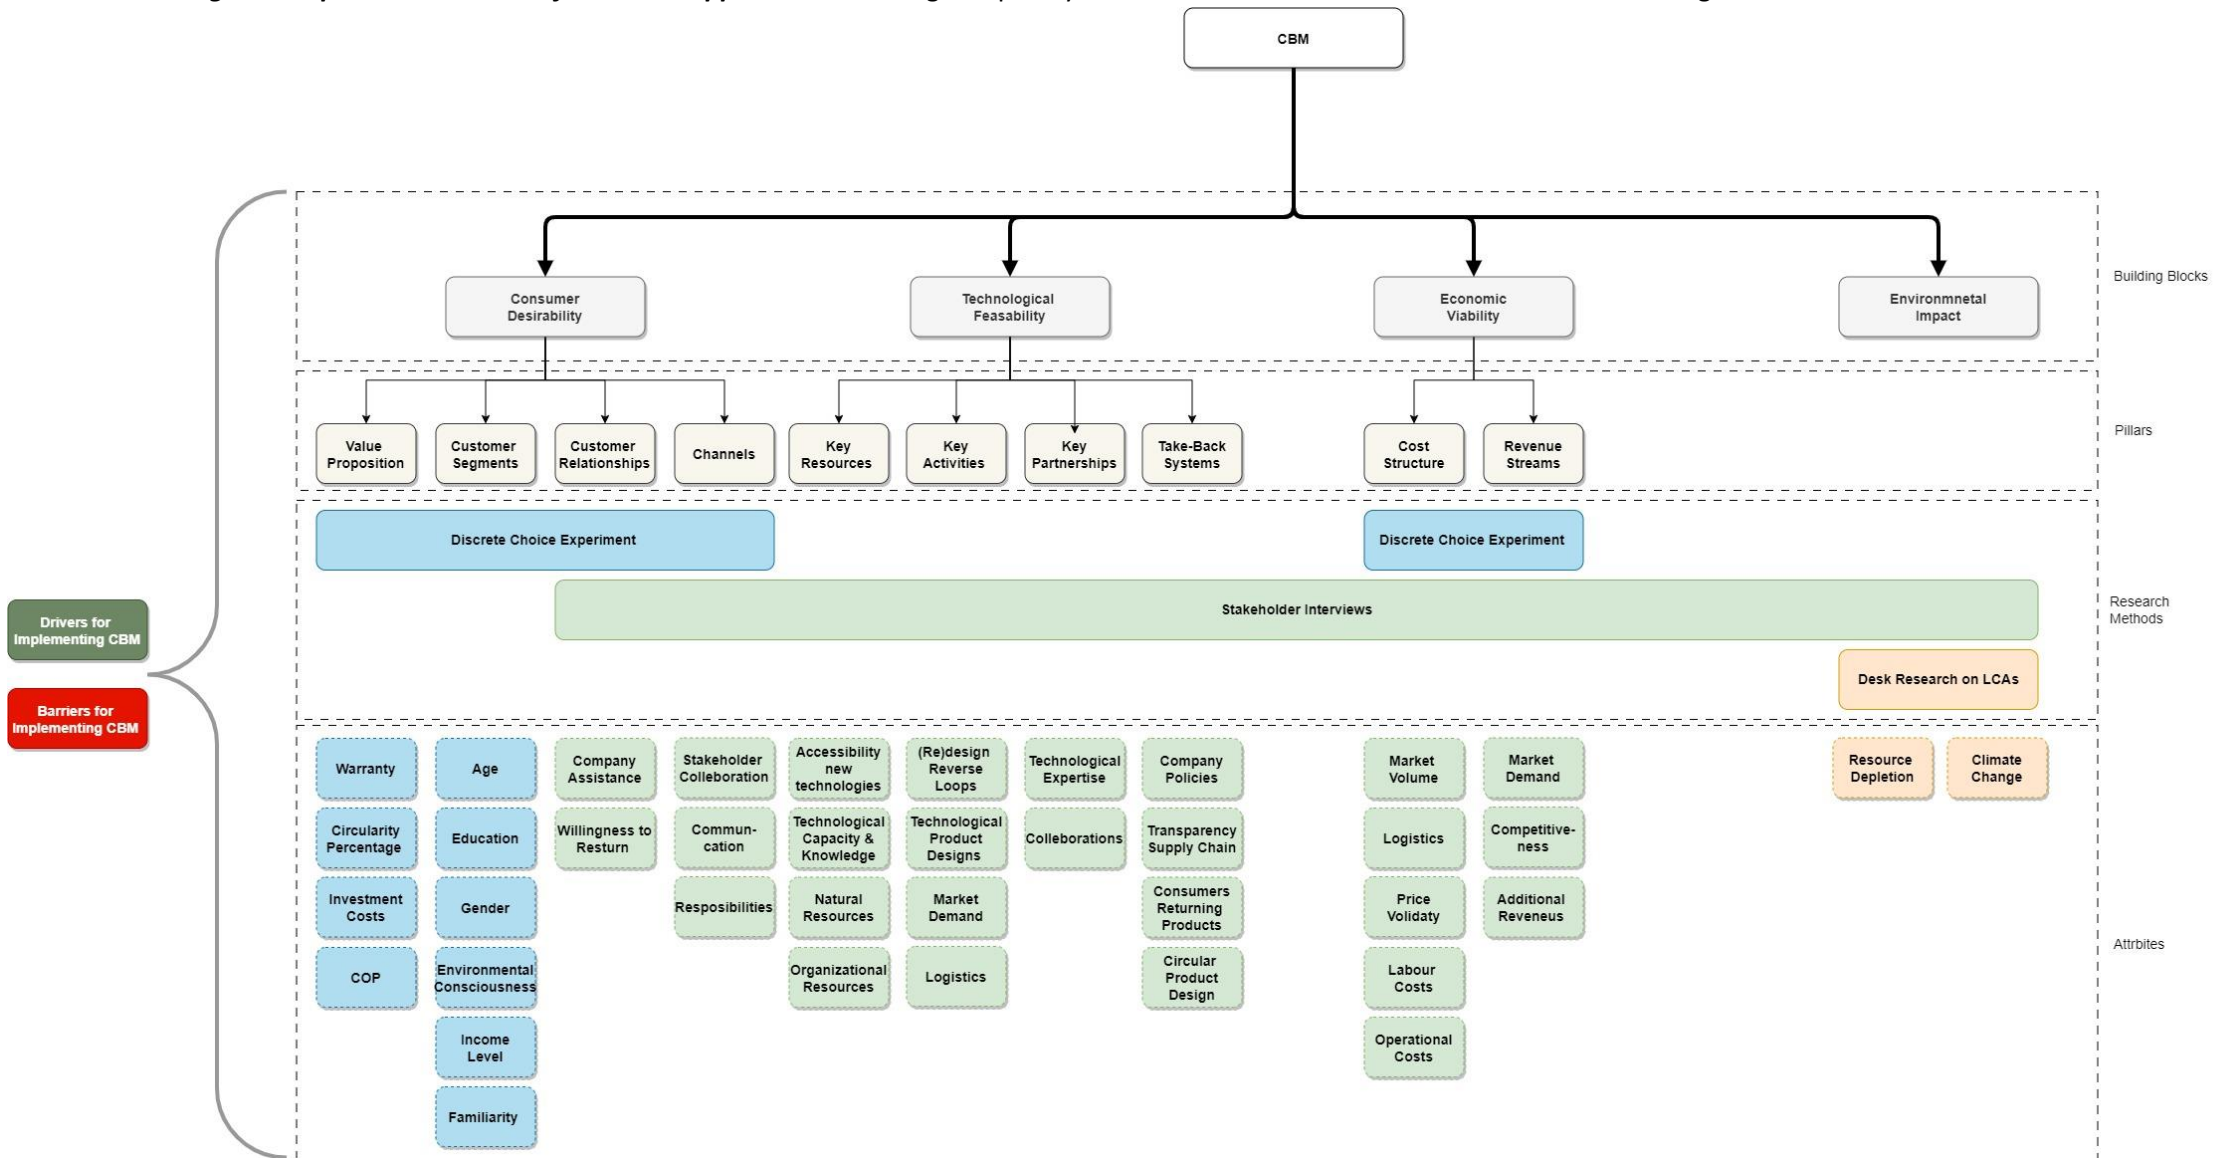 CBM
Consumer
Desirability
Technological
Feasability
Economic
Viability
Environmnetal
Impact
Building Blocks
Value
Proposition
Customer
Segments
Customer
Relationships
Channels
Key
Resources
Key
Activities
Key
Partnerships
Take-Back
Systems
Cost
Structure
Revenue
Streams
Pillars
Discrete Choice Experiment
Discrete Choice Experiment
Stakeholder Interviews
Desk Research on LCAs
Research
Methods
Drivers for
Implementing CBM
Barriers for
Implementing CBM
Warranty
Age
Company
Assistance
Stakeholder
Colleboration
Accessibility
new
technologies
(Re)design
Reverse
Loops
Technological
Expertise
Company
Policies
Market
Volume
Market
Demand
Resource
Depletion
Climate
Change
Circularity
Percentage
Education
Willingness to
Resturn
Commun-
cation
Technological
Capacity &
Knowledge
Technological
Product
Designs
Colleborations
Transparency
Supply Chain
Logistics
Competitive-
ness
Investment
Costs
Gender
Resposibilities
Natural
Resources
Market
Demand
Consumers
Returning
Products
Price
Volidaty
Additional
Reveneus
COP
Environmental
Consciousness
Organizational
Resources
Logistics
Circular
Product
Design
Labour
Costs
Attrbites
Income
Level
Operational
Costs
Familiarity